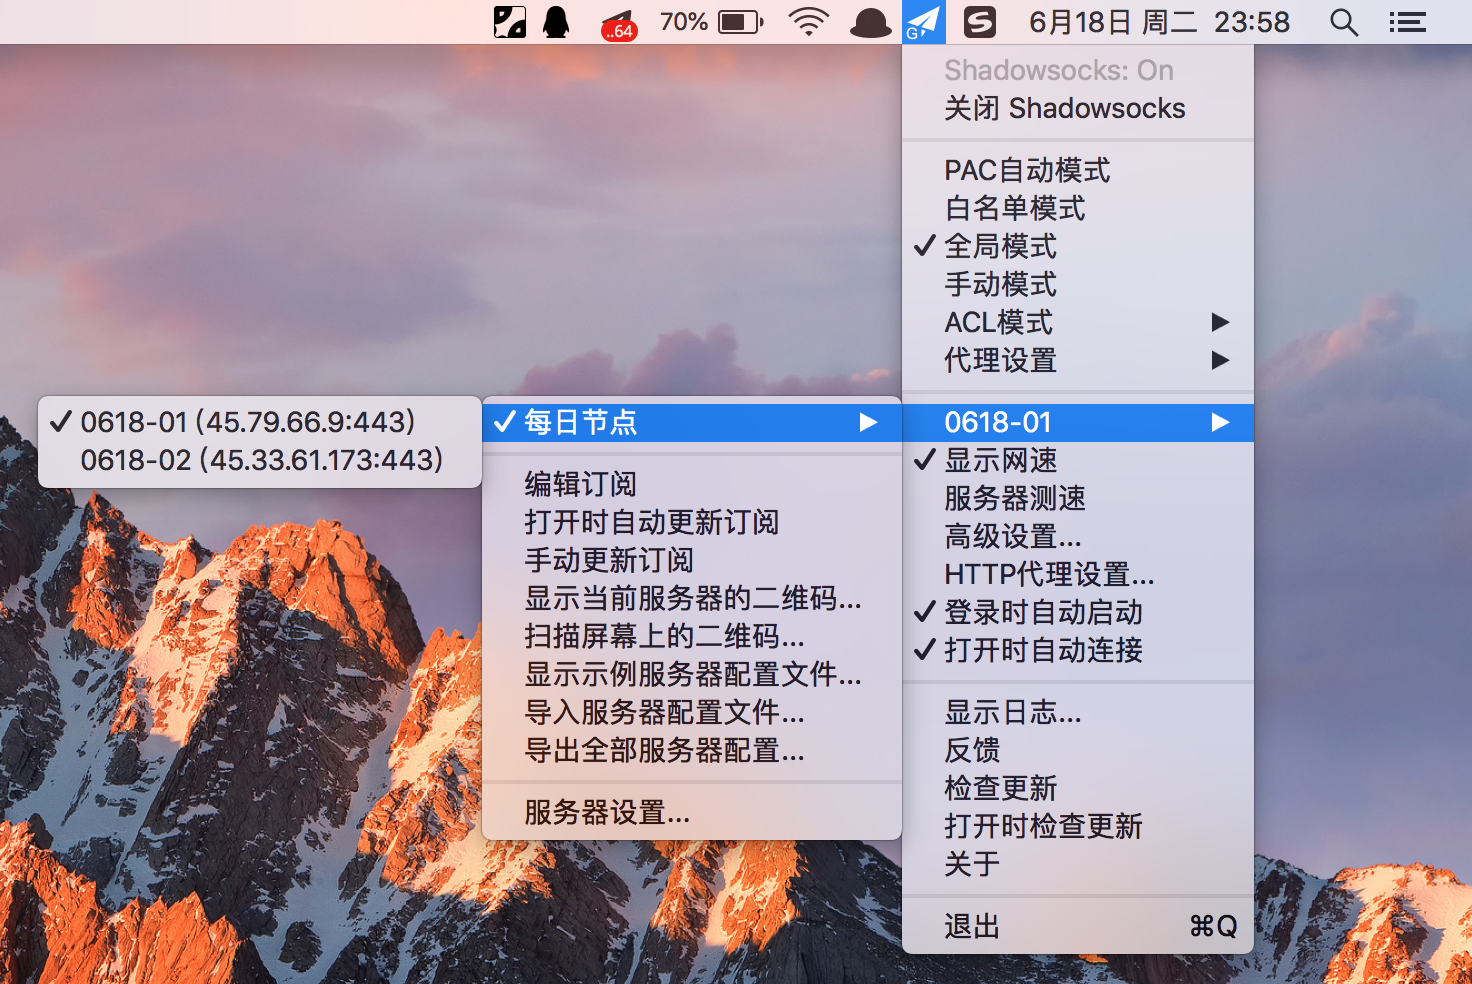 ..64
70%
6月18日 周二 23:58
Shadowsocks: On
关闭 Shadowsocks
PAC自动模式
白名单模式
全局模式
手动模式
ACL模式
代理设置
0618-01
显示网速
服务器测速
高级设置...
HTTP代理设置...
登录时自动启动
打开时自动连接
显示日志...
反馈
检查更新
打开时检查更新
关于
退出 ⌘Q
每日节点
编辑订阅
打开时自动更新订阅
手动更新订阅
显示当前服务器的二维码...
扫描屏幕上的二维码...
显示示例服务器配置文件...
导入服务器配置文件...
导出全部服务器配置...
服务器设置...
0618-01 (45.79.66.9:443)
0618-02 (45.33.61.173:443)